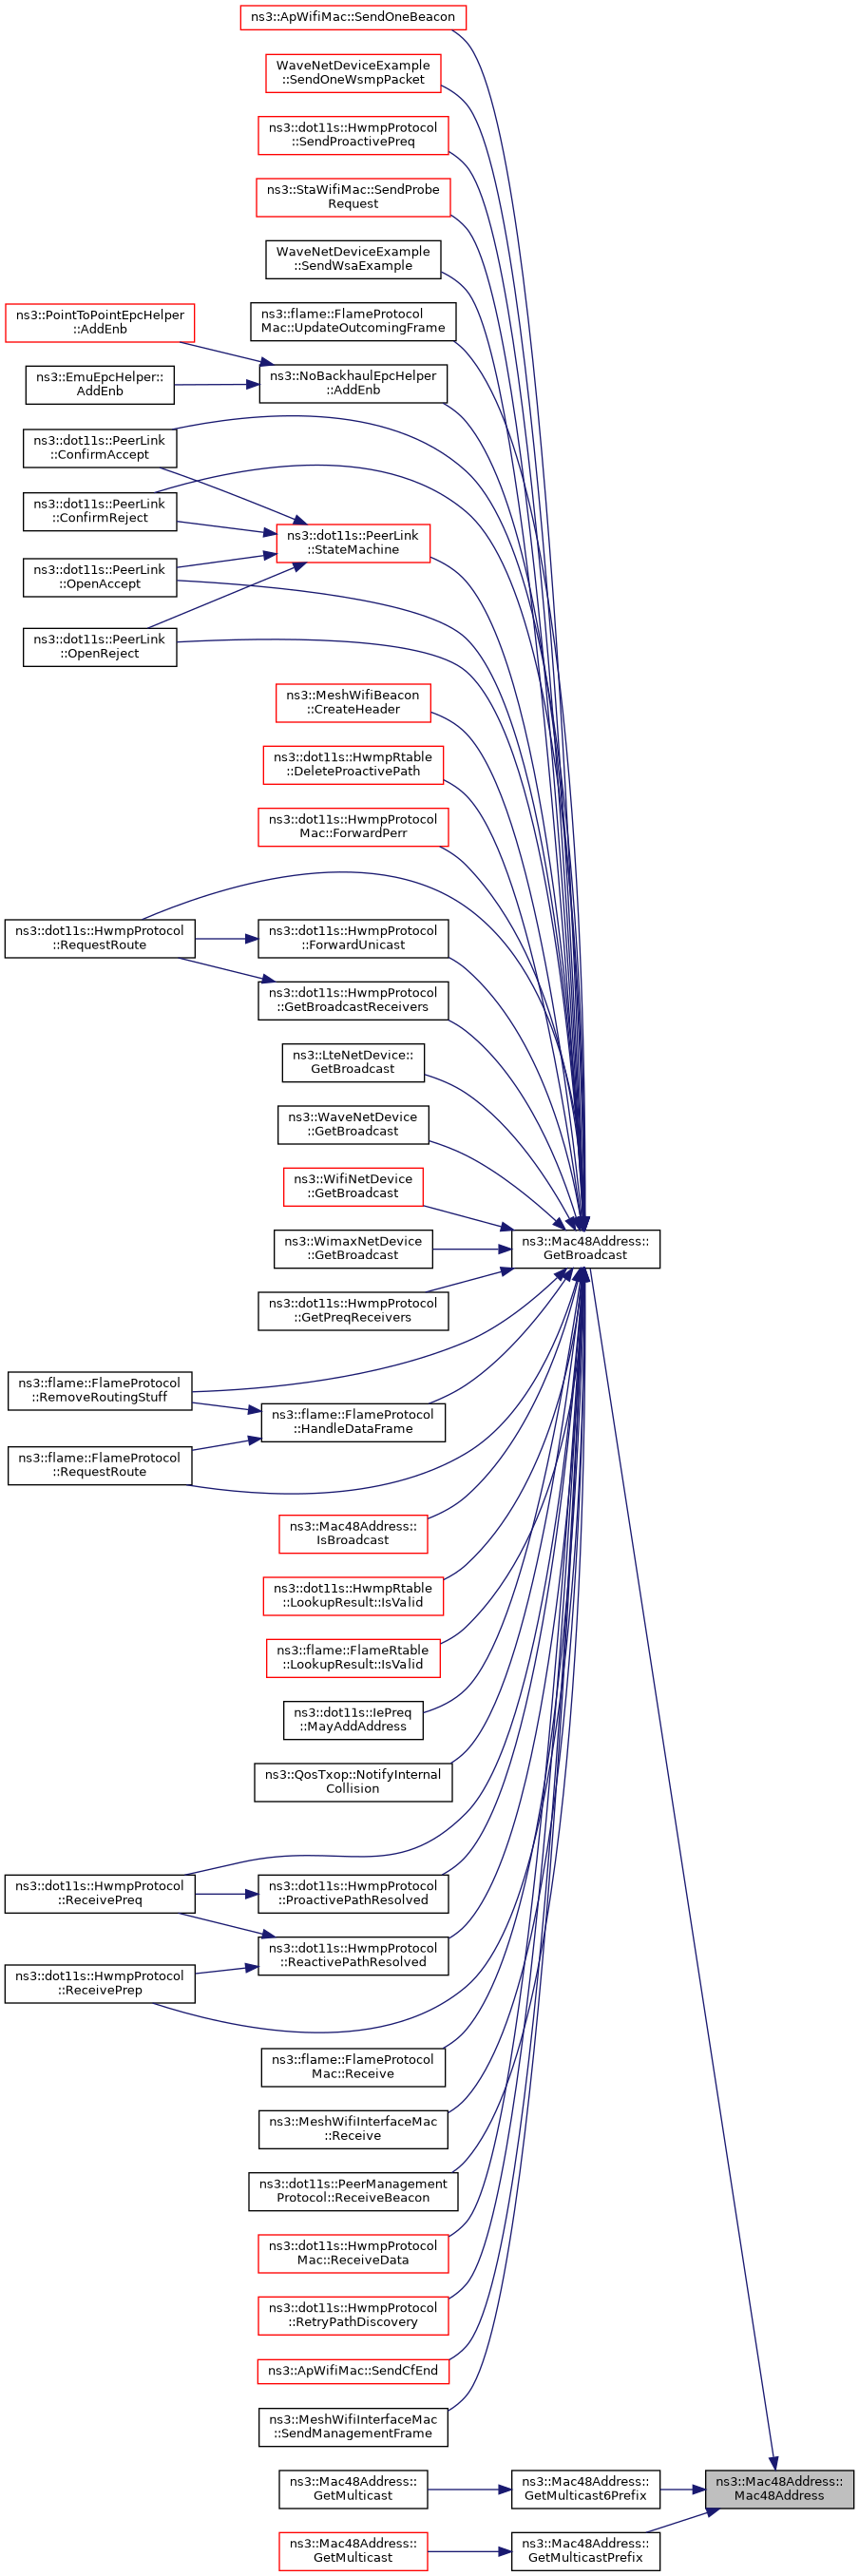 ns3::ApWifiMac::SendOneBeacon
WaveNetDeviceExample
::SendOneWsmpPacket
ns3::dot11s::HwmpProtocol
::SendProactivePreq
ns3::StaWifiMac::SendProbe
Request
WaveNetDeviceExample
::SendWsaExample
ns3::flame::FlameProtocol
Mac::UpdateOutcomingFrame
ns3::PointToPointEpcHelper
::AddEnb
ns3::NoBackhaulEpcHelper
::AddEnb
ns3::EmuEpcHelper::
AddEnb
ns3::dot11s::PeerLink
::ConfirmAccept
ns3::dot11s::PeerLink
::ConfirmReject
ns3::dot11s::PeerLink
::StateMachine
ns3::dot11s::PeerLink
::OpenAccept
ns3::dot11s::PeerLink
::OpenReject
ns3::MeshWifiBeacon
::CreateHeader
ns3::dot11s::HwmpRtable
::DeleteProactivePath
ns3::dot11s::HwmpProtocol
Mac::ForwardPerr
ns3::dot11s::HwmpProtocol
::RequestRoute
ns3::dot11s::HwmpProtocol
::ForwardUnicast
ns3::dot11s::HwmpProtocol
::GetBroadcastReceivers
ns3::LteNetDevice::
GetBroadcast
ns3::WaveNetDevice
::GetBroadcast
ns3::WifiNetDevice
::GetBroadcast
ns3::WimaxNetDevice
::GetBroadcast
ns3::Mac48Address::
GetBroadcast
ns3::dot11s::HwmpProtocol
::GetPreqReceivers
ns3::flame::FlameProtocol
::RemoveRoutingStuff
ns3::flame::FlameProtocol
::HandleDataFrame
ns3::flame::FlameProtocol
::RequestRoute
ns3::Mac48Address::
IsBroadcast
ns3::dot11s::HwmpRtable
::LookupResult::IsValid
ns3::flame::FlameRtable
::LookupResult::IsValid
ns3::dot11s::IePreq
::MayAddAddress
ns3::QosTxop::NotifyInternal
Collision
ns3::dot11s::HwmpProtocol
::ReceivePreq
ns3::dot11s::HwmpProtocol
::ProactivePathResolved
ns3::dot11s::HwmpProtocol
::ReactivePathResolved
ns3::dot11s::HwmpProtocol
::ReceivePrep
ns3::flame::FlameProtocol
Mac::Receive
ns3::MeshWifiInterfaceMac
::Receive
ns3::dot11s::PeerManagement
Protocol::ReceiveBeacon
ns3::dot11s::HwmpProtocol
Mac::ReceiveData
ns3::dot11s::HwmpProtocol
::RetryPathDiscovery
ns3::ApWifiMac::SendCfEnd
ns3::MeshWifiInterfaceMac
::SendManagementFrame
ns3::Mac48Address::
GetMulticast
ns3::Mac48Address::
GetMulticast6Prefix
ns3::Mac48Address::
Mac48Address
ns3::Mac48Address::
GetMulticast
ns3::Mac48Address::
GetMulticastPrefix